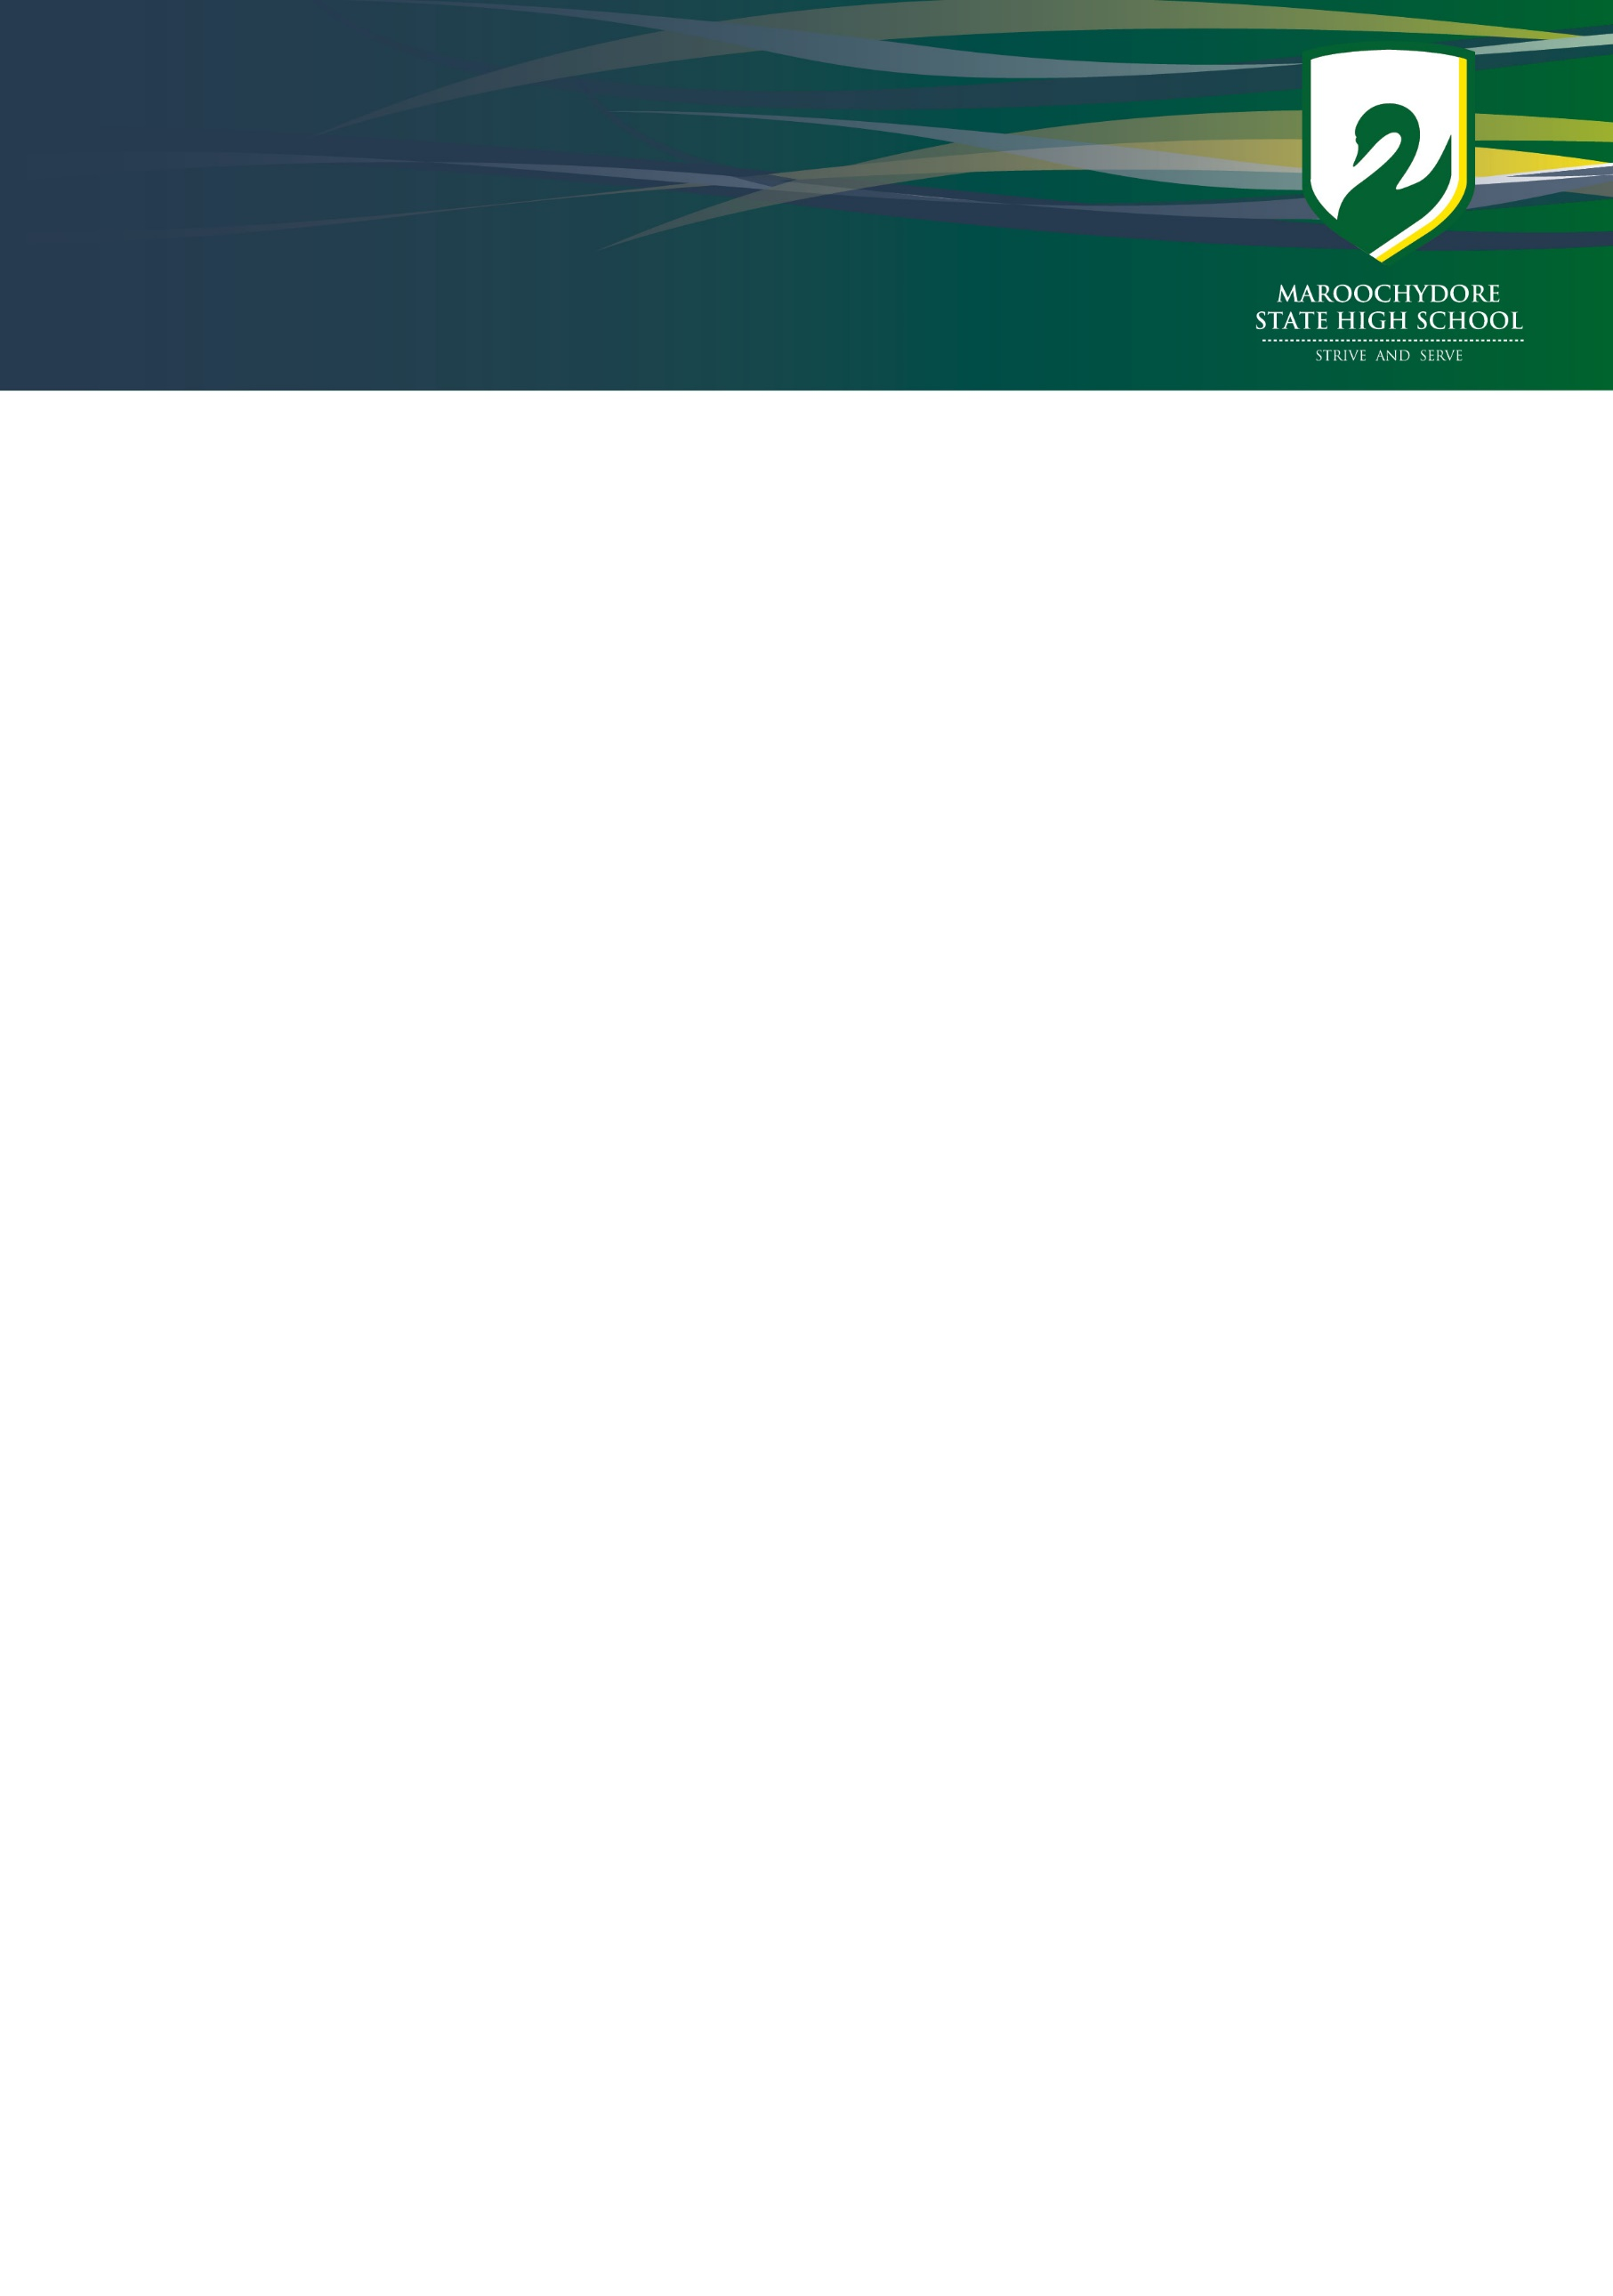 MAROOCHYDORE
STATE HIGH SCHOOL
STRIVE AND SERVE